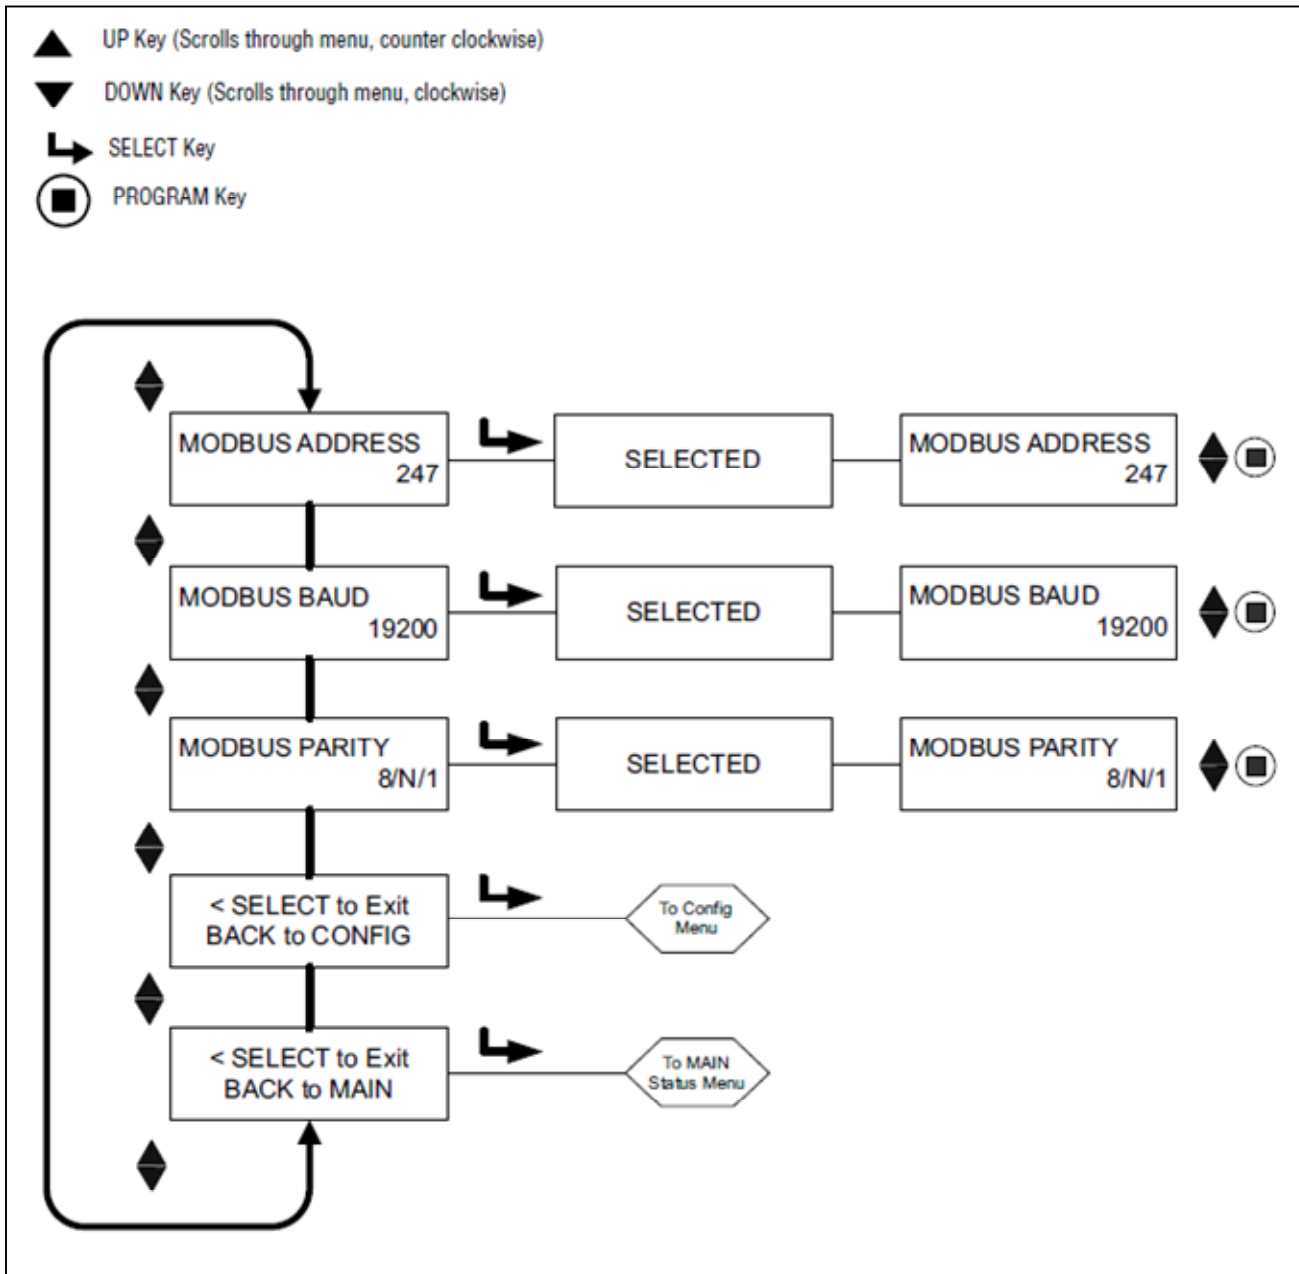 UP Key (Scrolls through menu, counter clockwise)
DOWN Key (Scrolls through menu, clockwise)
SELECT Key
PROGRAM Key
MODBUS ADDRESS
247
SELECTED
MODBUS ADDRESS
247
MODBUS BAUD
19200
SELECTED
MODBUS BAUD
19200
MODBUS PARITY
8/N/1
SELECTED
MODBUS PARITY
8/N/1
< SELECT to Exit
BACK to CONFIG
To Config
Menu
< SELECT to Exit
BACK to MAIN
To MAIN
Status Menu